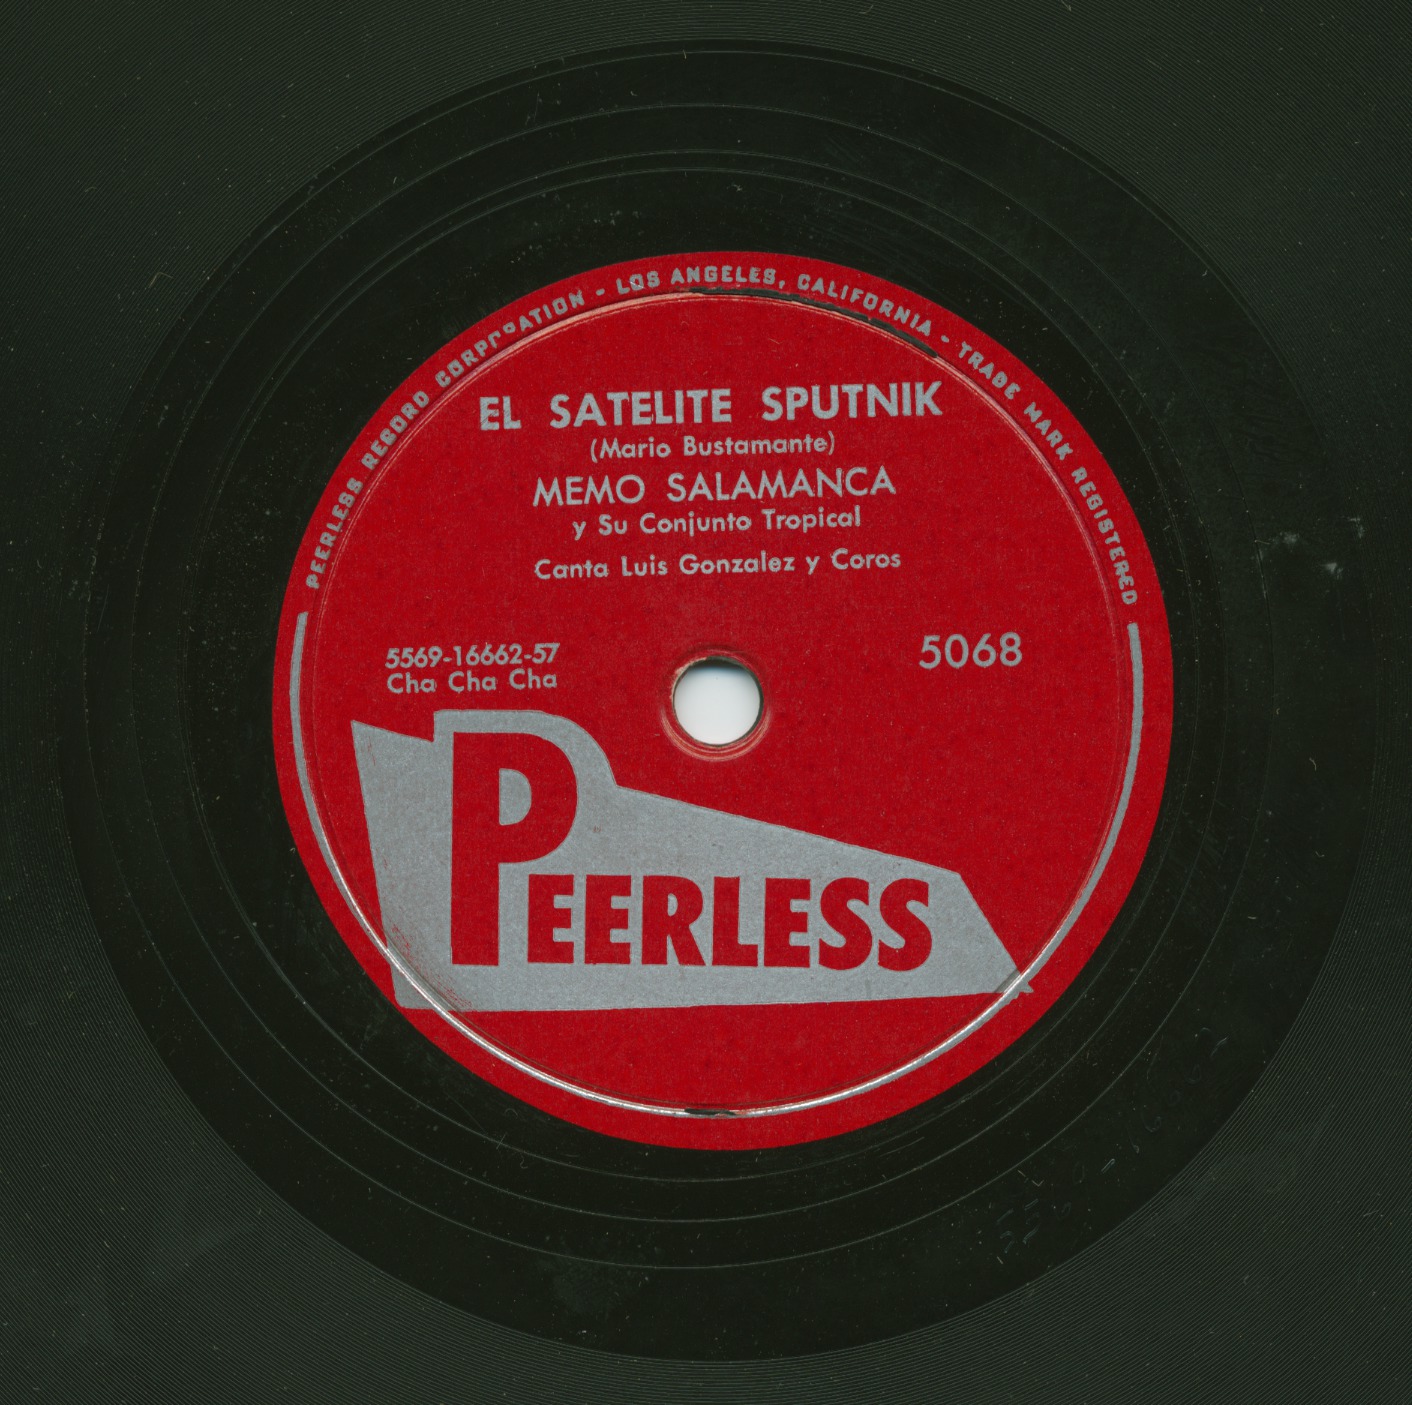 PEERLESS RECORD CORPORATION - LOS ANGELES, CALIFORNIA - TRADE MARK REGISTERED
EL SATELITE SPUTNIK
(Mario Bustamante)
MEMO SALAMANCA
y Su Conjunto Tropical
Canta Luis Gonzalez y Coros
5569-16662-57
Cha Cha Cha
5068
PEERLESS